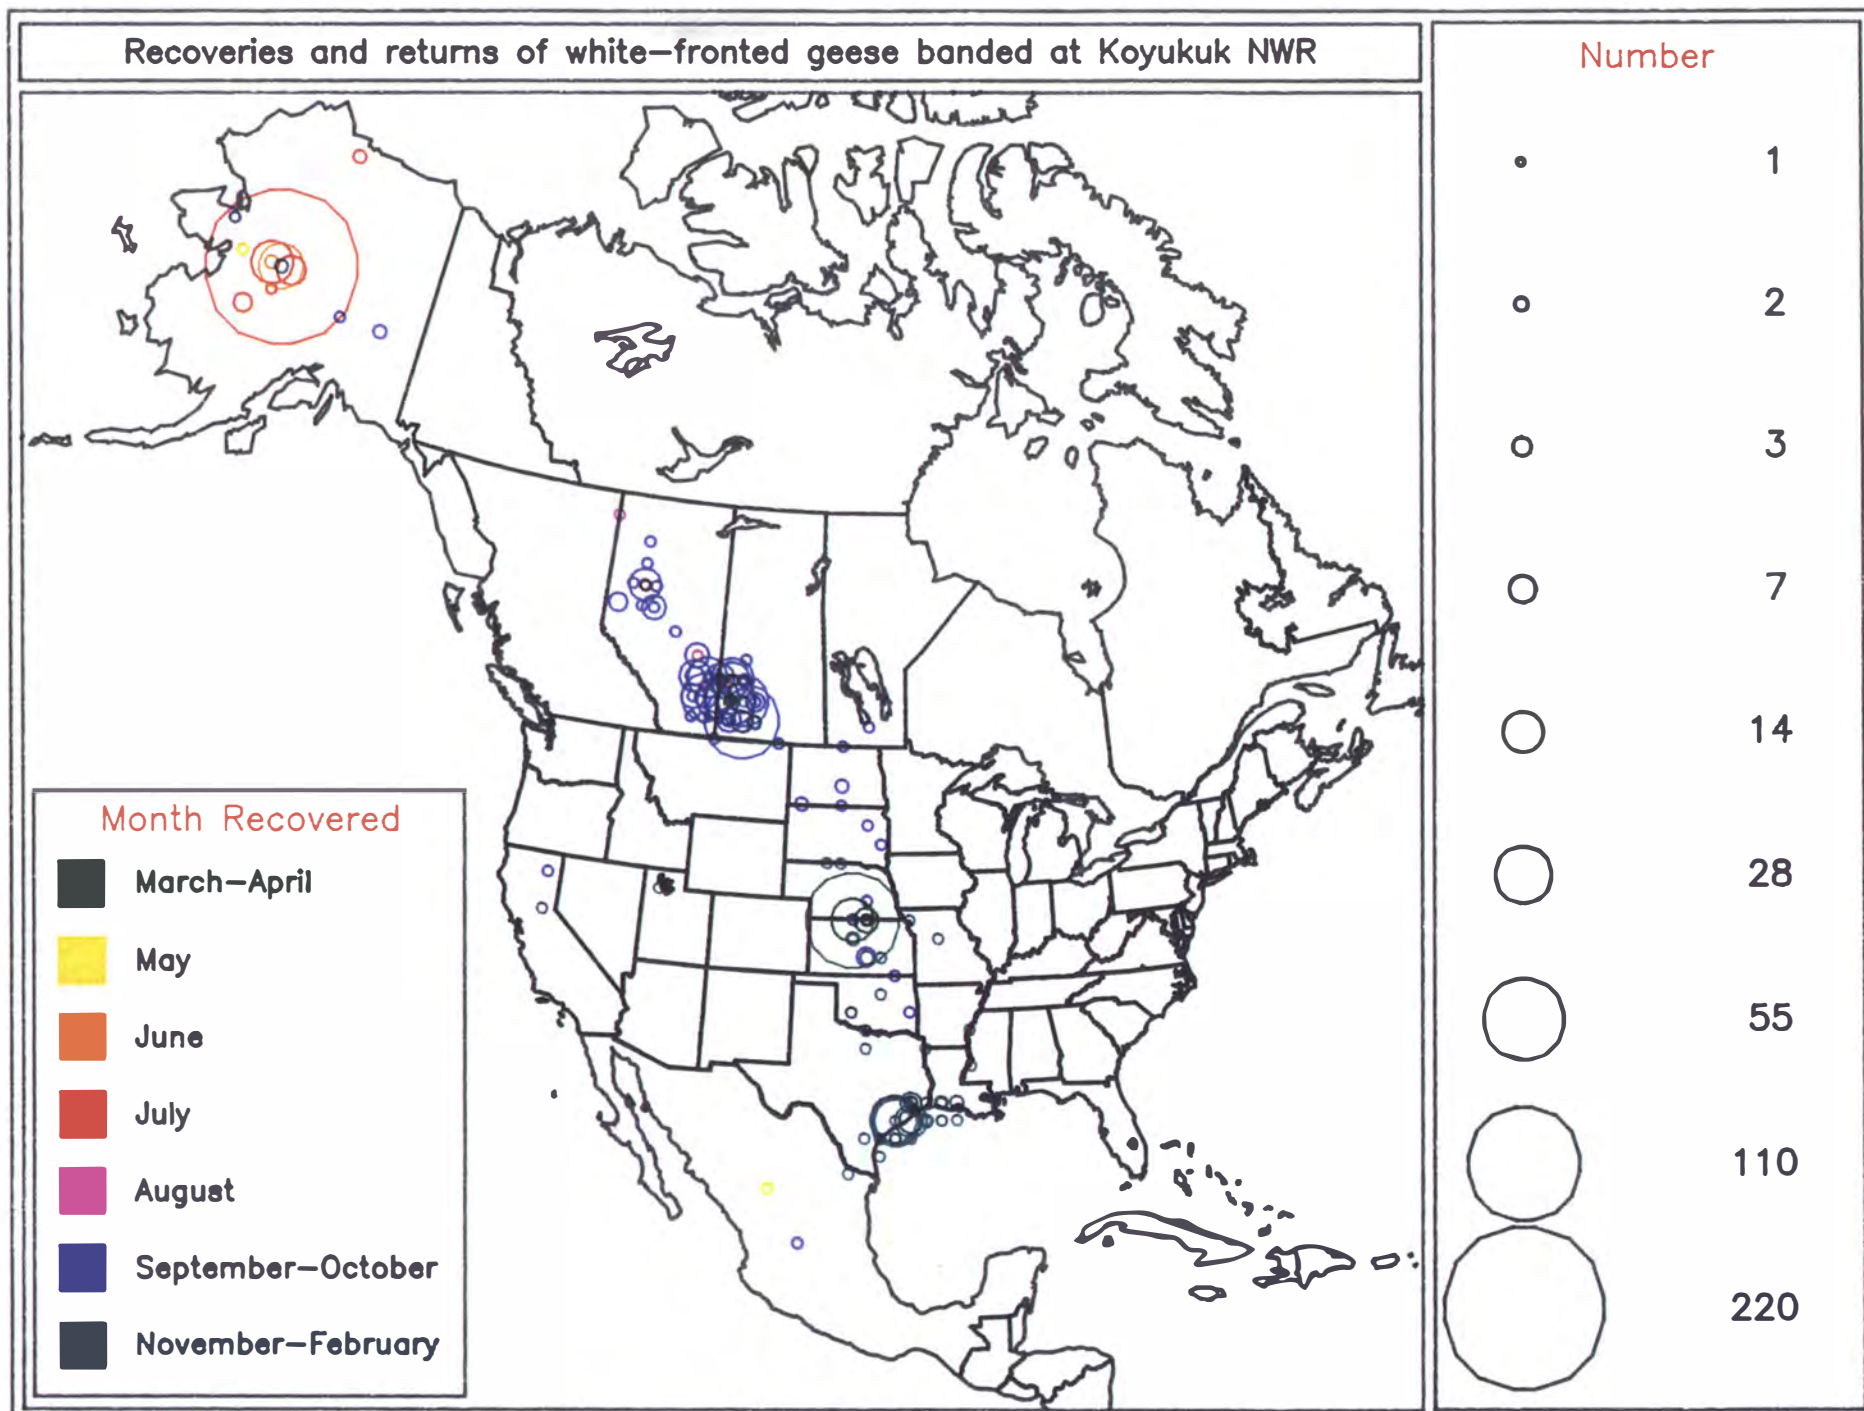 Recoveries and returns of white-fronted geese banded at Koyukuk NWR
Number
1
2
3
7
14
28
55
110
220
Month Recovered
March-April
May
June
July
August
September-October
November-February